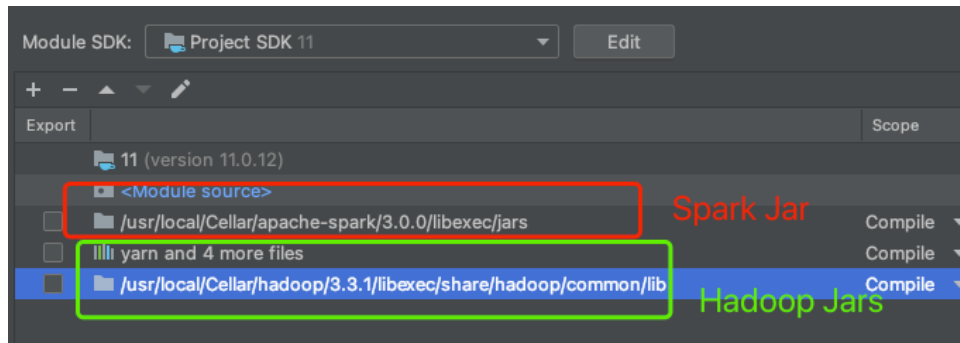 Module SDK: Project SDK 11 Edit
Export Scope
11 (version 11.0.12)
<Module source>
/usr/local/Cellar/apache-spark/3.0.0/libexec/jars Spark Jar Compile
yarn and 4 more files Compile
/usr/local/Cellar/hadoop/3.3.1/libexec/share/hadoop/common/lib Hadoop Jars Compile